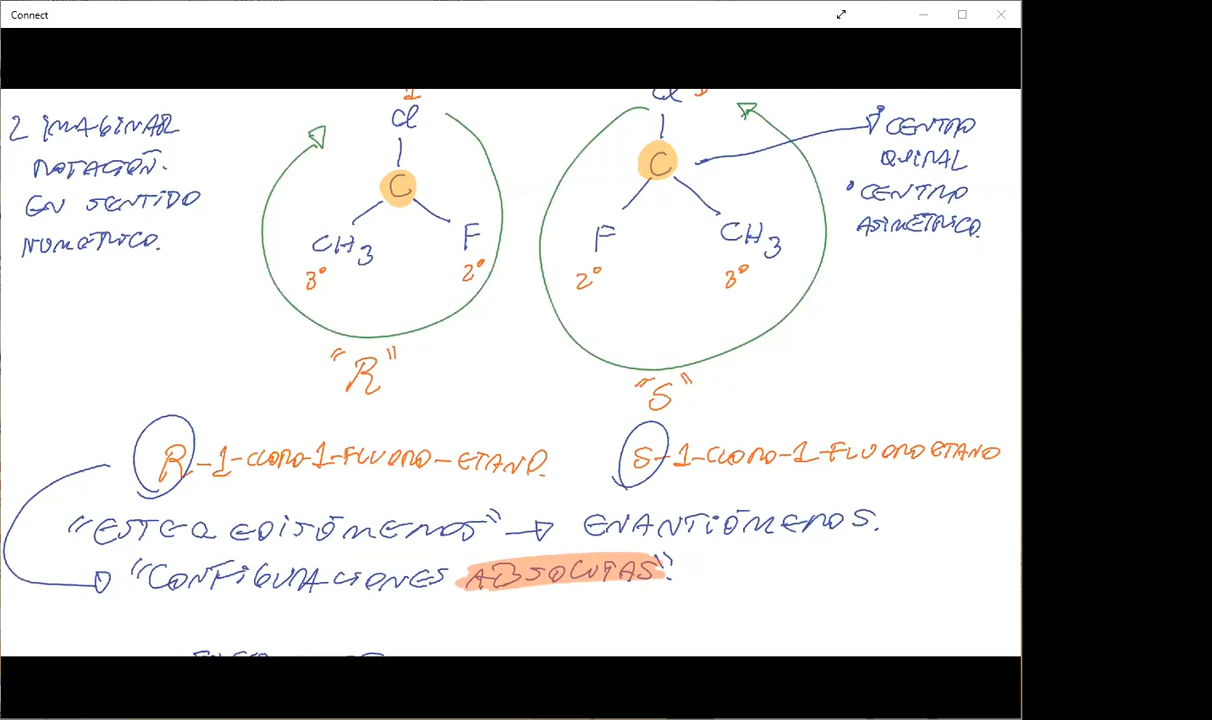 Connect
1
Cl
C
CH3
F
3°
2°
"R"
Cl 1
C
F
CH3
2°
3°
"S"
2 IMAGINAR
ROTACIÓN.
EN SENTIDO
NUMÉRICO.
• CENTRO
QUIRAL
• CENTRO
ASIMÉTRICO.
R-1-CLORO-1-FLUORO-ETANO.
S-1-CLORO-1-FLUOROETANO
"ESTEREOISÓMEROS" → ENANTIÓMEROS.
"CONFIGURACIONES ABSOLUTAS".